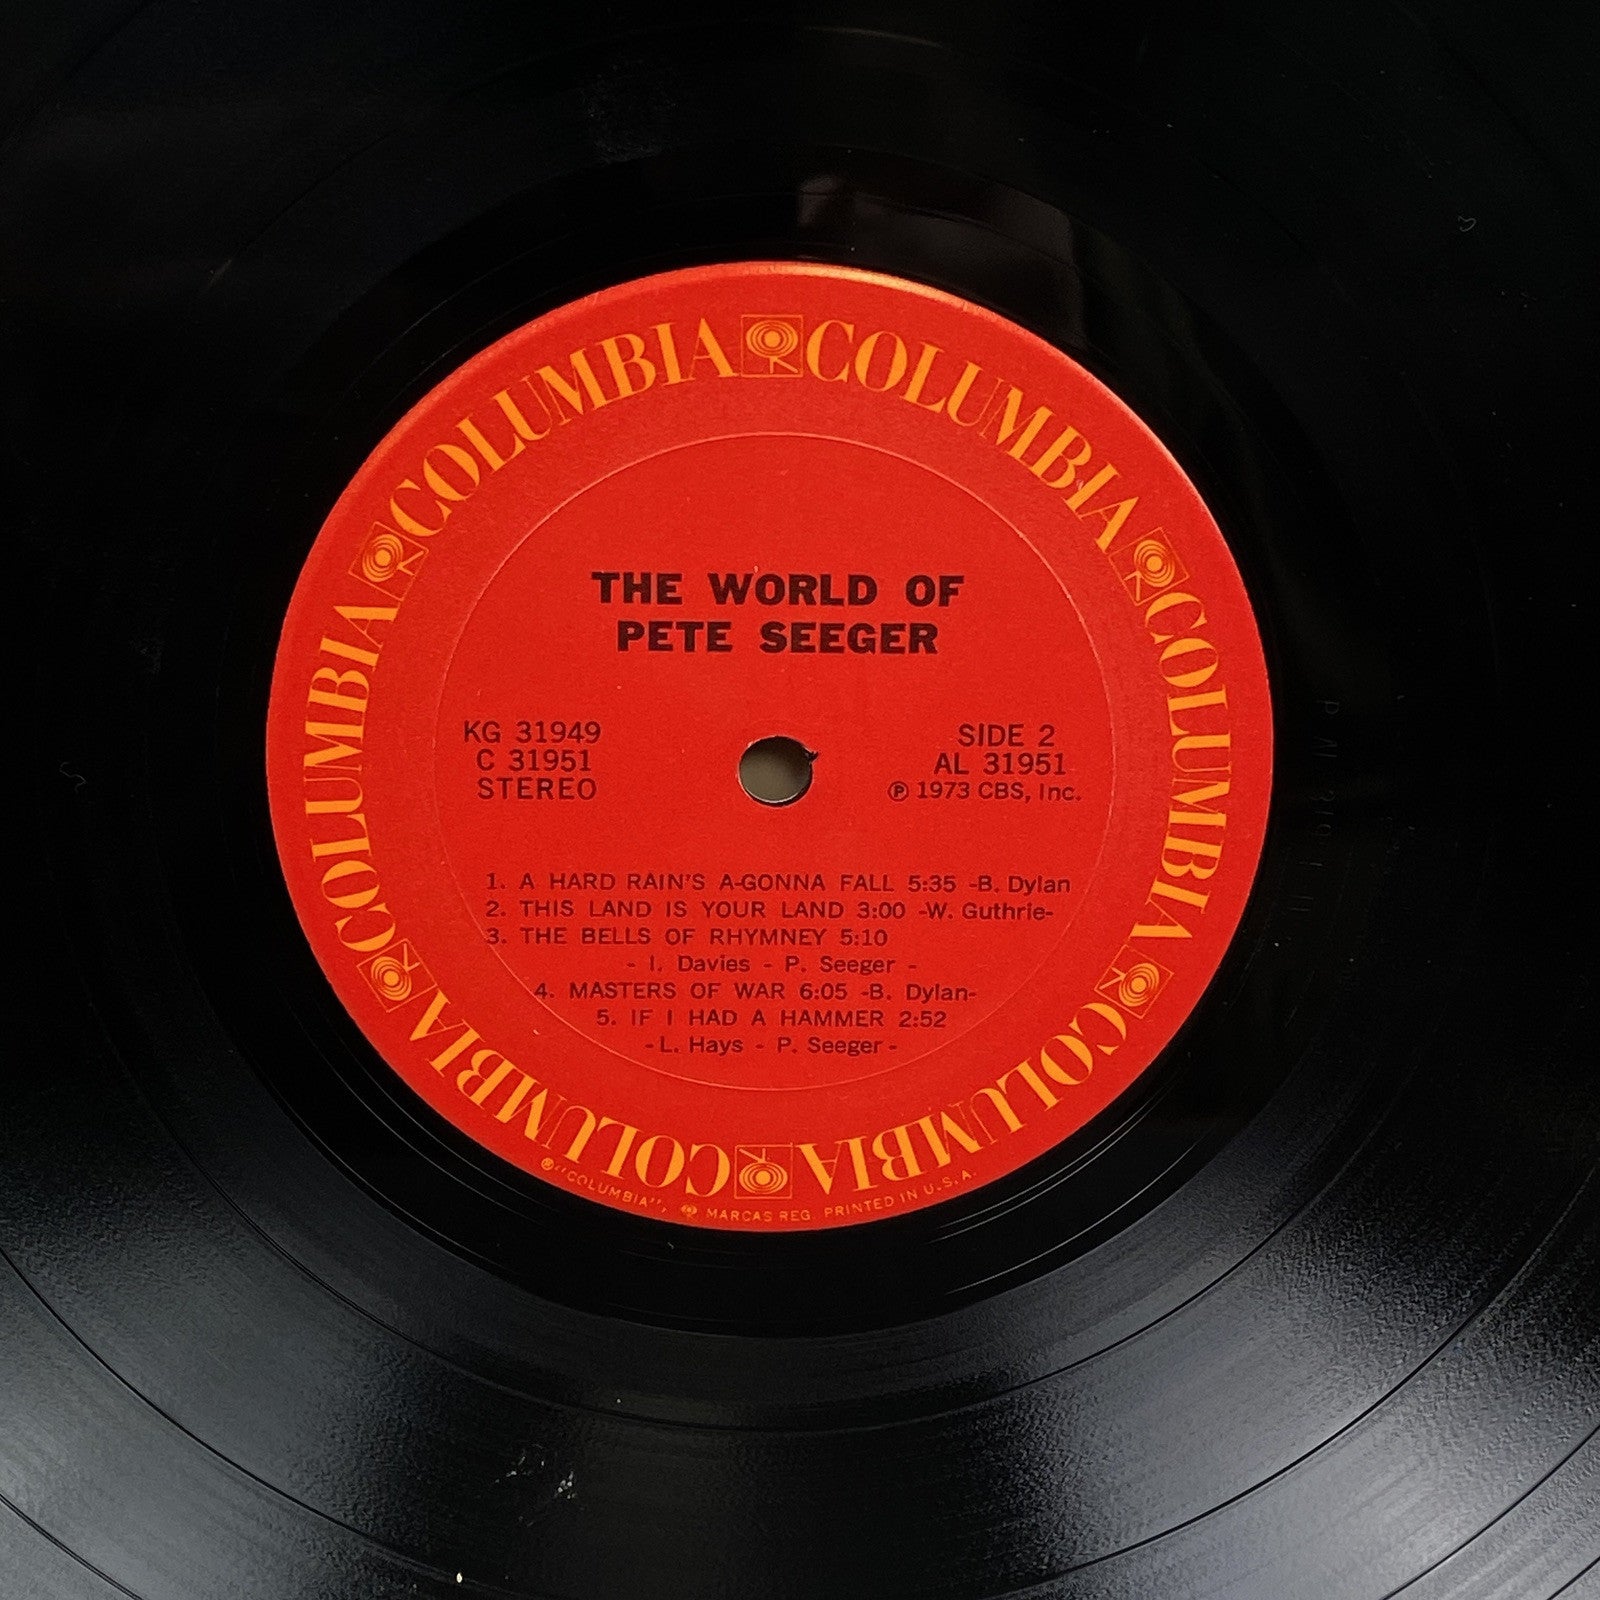 COLUMBIA COLUMBIA COLUMBIA COLUMBIA COLUMBIA COLUMBIA
THE WORLD OF
PETE SEEGER
KG 31949
C 31951
STEREO
SIDE 2
AL 31951
Ⓟ 1973 CBS, Inc.
1. A HARD RAIN'S A-GONNA FALL 5:35 -B. Dylan
2. THIS LAND IS YOUR LAND 3:00 -W. Guthrie-
3. THE BELLS OF RHYMNEY 5:10
- I. Davies - P. Seeger -
4. MASTERS OF WAR 6:05 -B. Dylan-
5. IF I HAD A HAMMER 2:52
-L. Hays - P. Seeger-
®"COLUMBIA", MARCAS REG. PRINTED IN U.S.A.